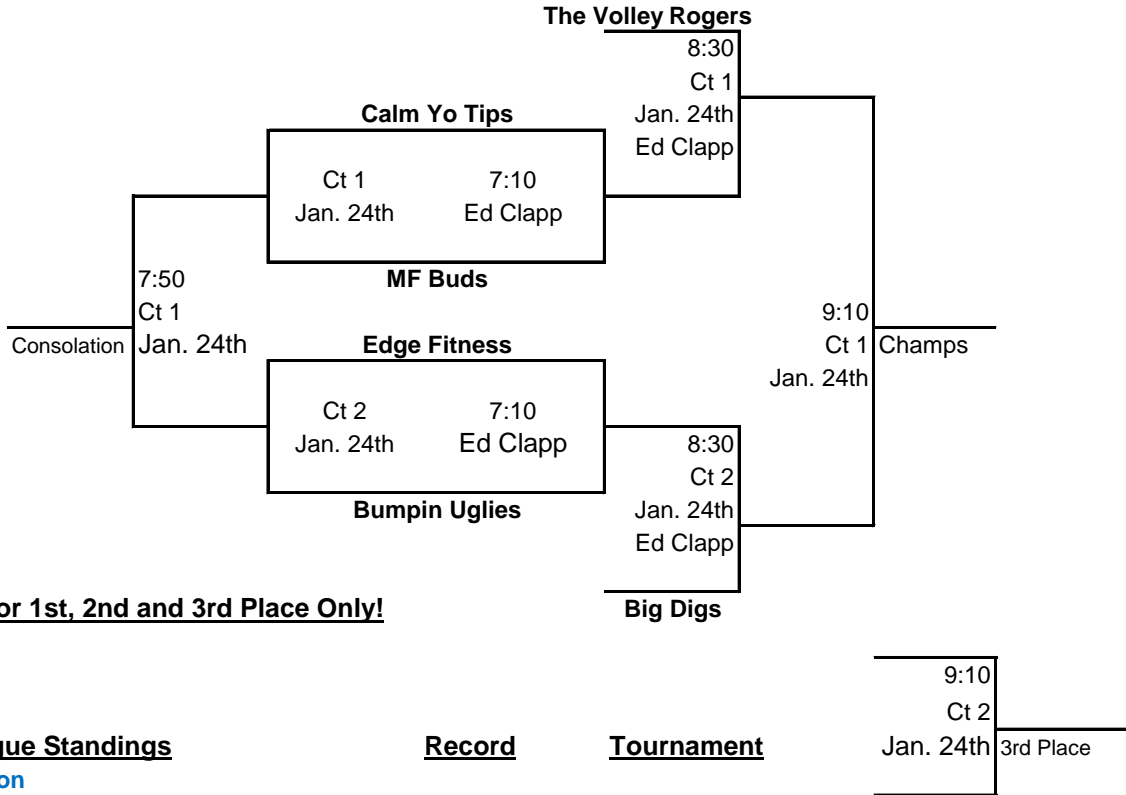 The Volley Rogers
8:30
Ct 1
Calm Yo Tips
Jan. 24th
Ed Clapp
Ct 1 7:10
Jan. 24th Ed Clapp
7:50
MF Buds
Ct 1
9:10
Consolation
Jan. 24th
Edge Fitness
Ct 1
Champs
Jan. 24th
Ct 2 7:10
Jan. 24th Ed Clapp
8:30
Ct 2
Bumpin Uglies
Jan. 24th
Ed Clapp
or 1st, 2nd and 3rd Place Only!
Big Digs
9:10
Ct 2
gue Standings Record Tournament
Jan. 24th
3rd Place
on